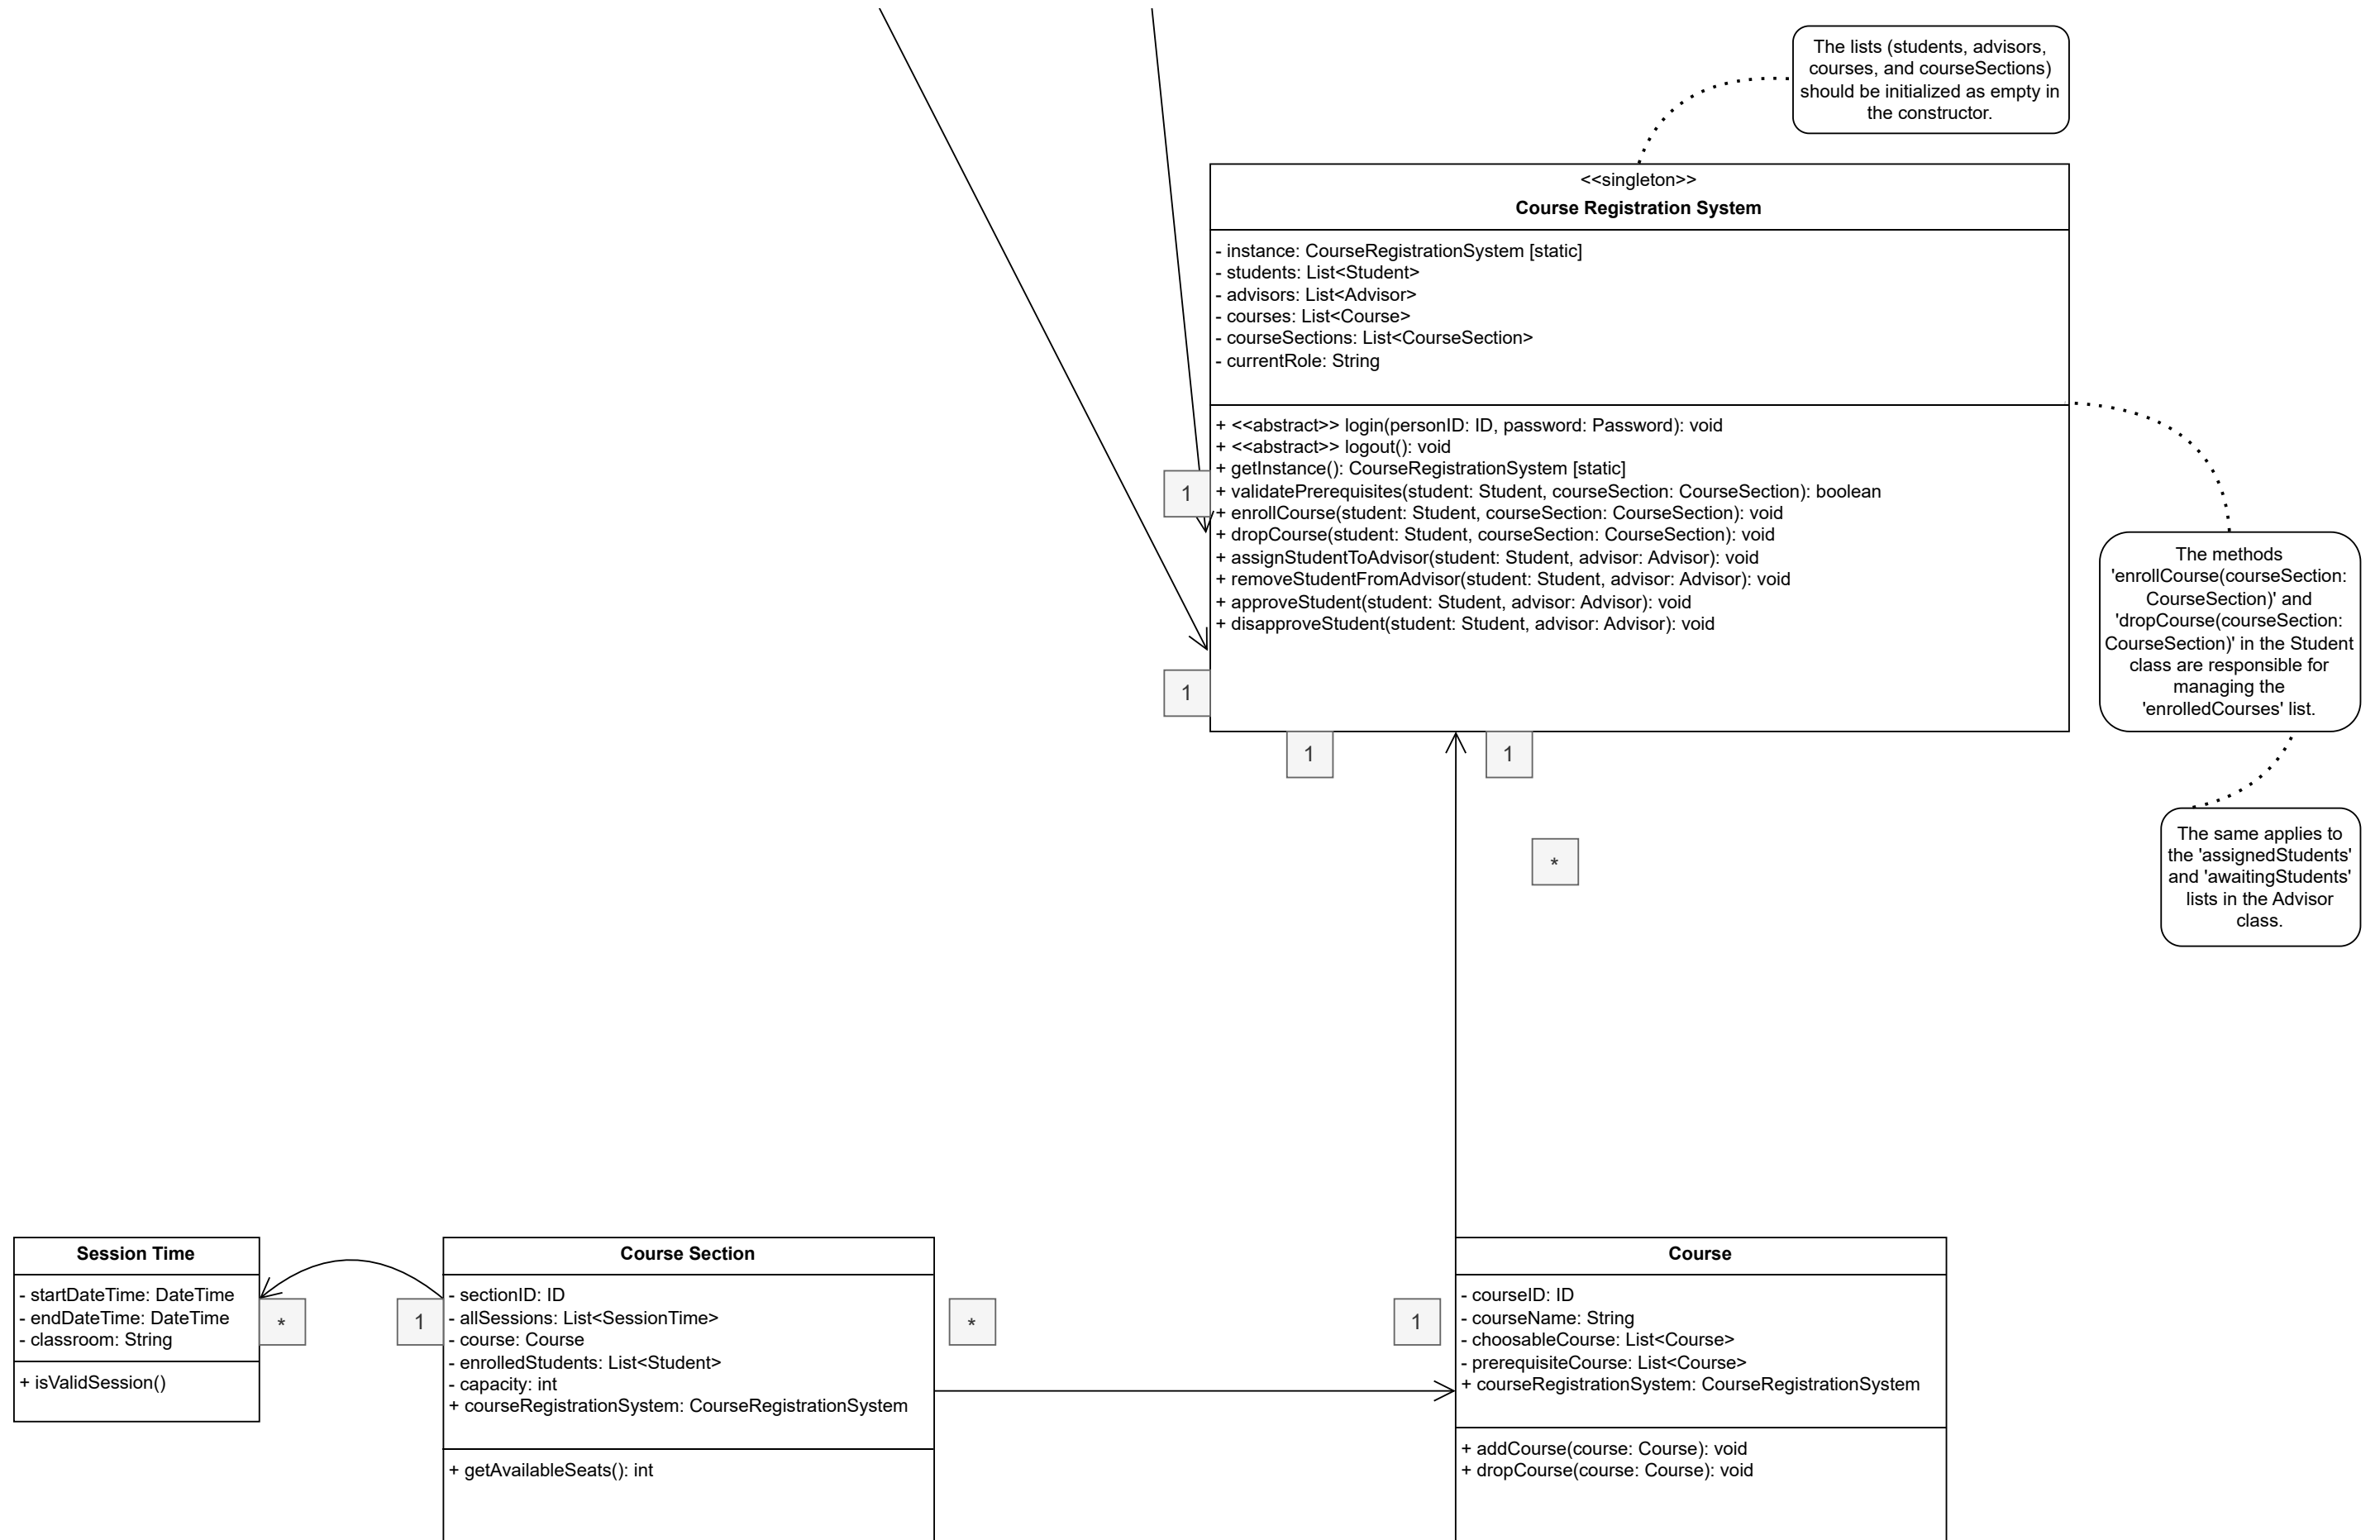 The lists (students, advisors,
courses, and courseSections)
should be initialized as empty in
the constructor.
<<singleton>>
Course Registration System
- instance: CourseRegistrationSystem [static]
- students: List<Student>
- advisors: List<Advisor>
- courses: List<Course>
- courseSections: List<CourseSection>
- currentRole: String
+ <<abstract>> login(personID: ID, password: Password): void
+ <<abstract>> logout(): void
+ getInstance(): CourseRegistrationSystem [static]
+ validatePrerequisites(student: Student, courseSection: CourseSection): boolean
+ enrollCourse(student: Student, courseSection: CourseSection): void
+ dropCourse(student: Student, courseSection: CourseSection): void
+ assignStudentToAdvisor(student: Student, advisor: Advisor): void
+ removeStudentFromAdvisor(student: Student, advisor: Advisor): void
+ approveStudent(student: Student, advisor: Advisor): void
+ disapproveStudent(student: Student, advisor: Advisor): void
1
1
1
1
*
The methods
'enrollCourse(courseSection:
CourseSection)' and
'dropCourse(courseSection:
CourseSection)' in the Student
class are responsible for
managing the
'enrolledCourses' list.
The same applies to
the 'assignedStudents'
and 'awaitingStudents'
lists in the Advisor
class.
Session Time
- startDateTime: DateTime
- endDateTime: DateTime
- classroom: String
+ isValidSession()
*
1
Course Section
- sectionID: ID
- allSessions: List<SessionTime>
- course: Course
- enrolledStudents: List<Student>
- capacity: int
+ courseRegistrationSystem: CourseRegistrationSystem
+ getAvailableSeats(): int
*
1
Course
- courseID: ID
- courseName: String
- choosableCourse: List<Course>
- prerequisiteCourse: List<Course>
+ courseRegistrationSystem: CourseRegistrationSystem
+ addCourse(course: Course): void
+ dropCourse(course: Course): void